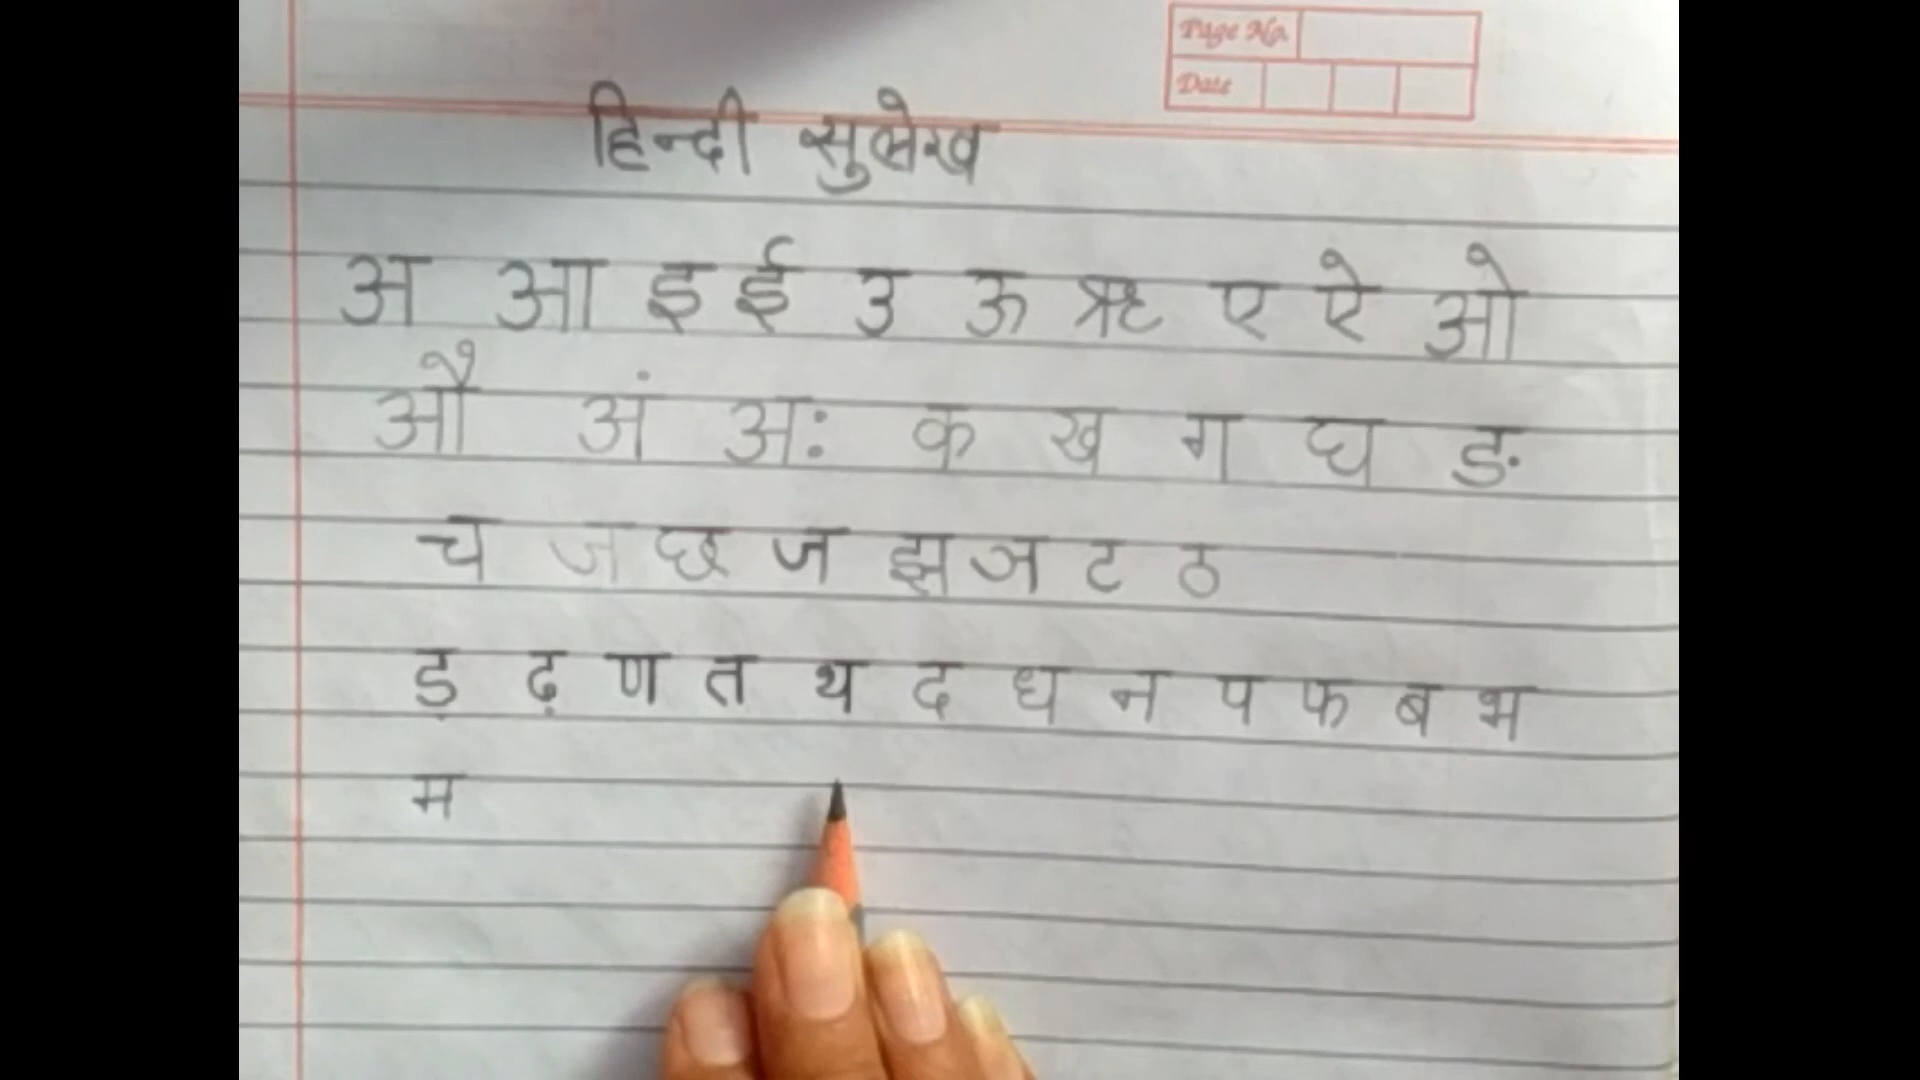 Page No.
Date
हिन्दी सुलेख
अ आ इ ई उ ऊ ऋ ए ऐ ओ
औ अं अः क ख ग घ ङ
च ज छ ज झ ञ ट ठ
ड़ ढ़ ण त थ द ध न प फ ब भ
म